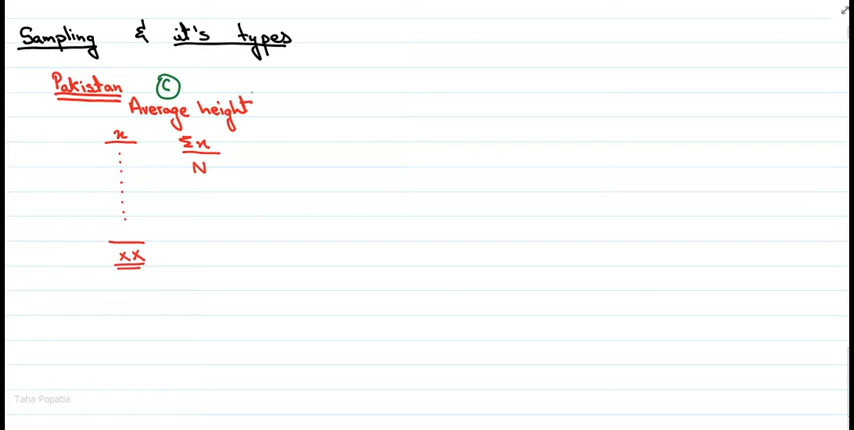 Sampling & it's types
Pakistan C
Average height
x Σx
N
xx
Taha Popatia